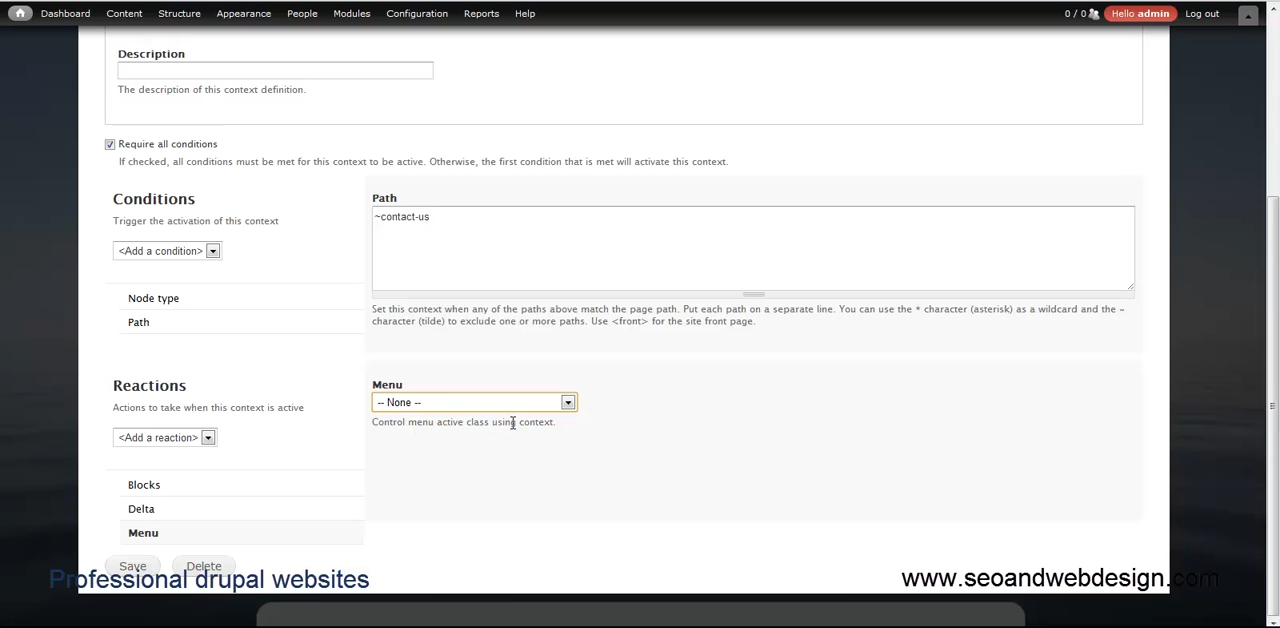 Dashboard Content Structure Appearance People Modules Configuration Reports Help 0 / 0 Hello admin Log out
Description
The description of this context definition.
Require all conditions
If checked, all conditions must be met for this context to be active. Otherwise, the first condition that is met will activate this context.
Conditions
Trigger the activation of this context
<Add a condition>
Node type
Path
Path
~contact-us
Set this context when any of the paths above match the page path. Put each path on a separate line. You can use the * character (asterisk) as a wildcard and the ~
character (tilde) to exclude one or more paths. Use <front> for the site front page.
Reactions
Actions to take when this context is active
<Add a reaction>
Blocks
Delta
Menu
Menu
-- None --
Control menu active class using context.
Save Delete
Professional drupal websites
www.seoandwebdesign.com